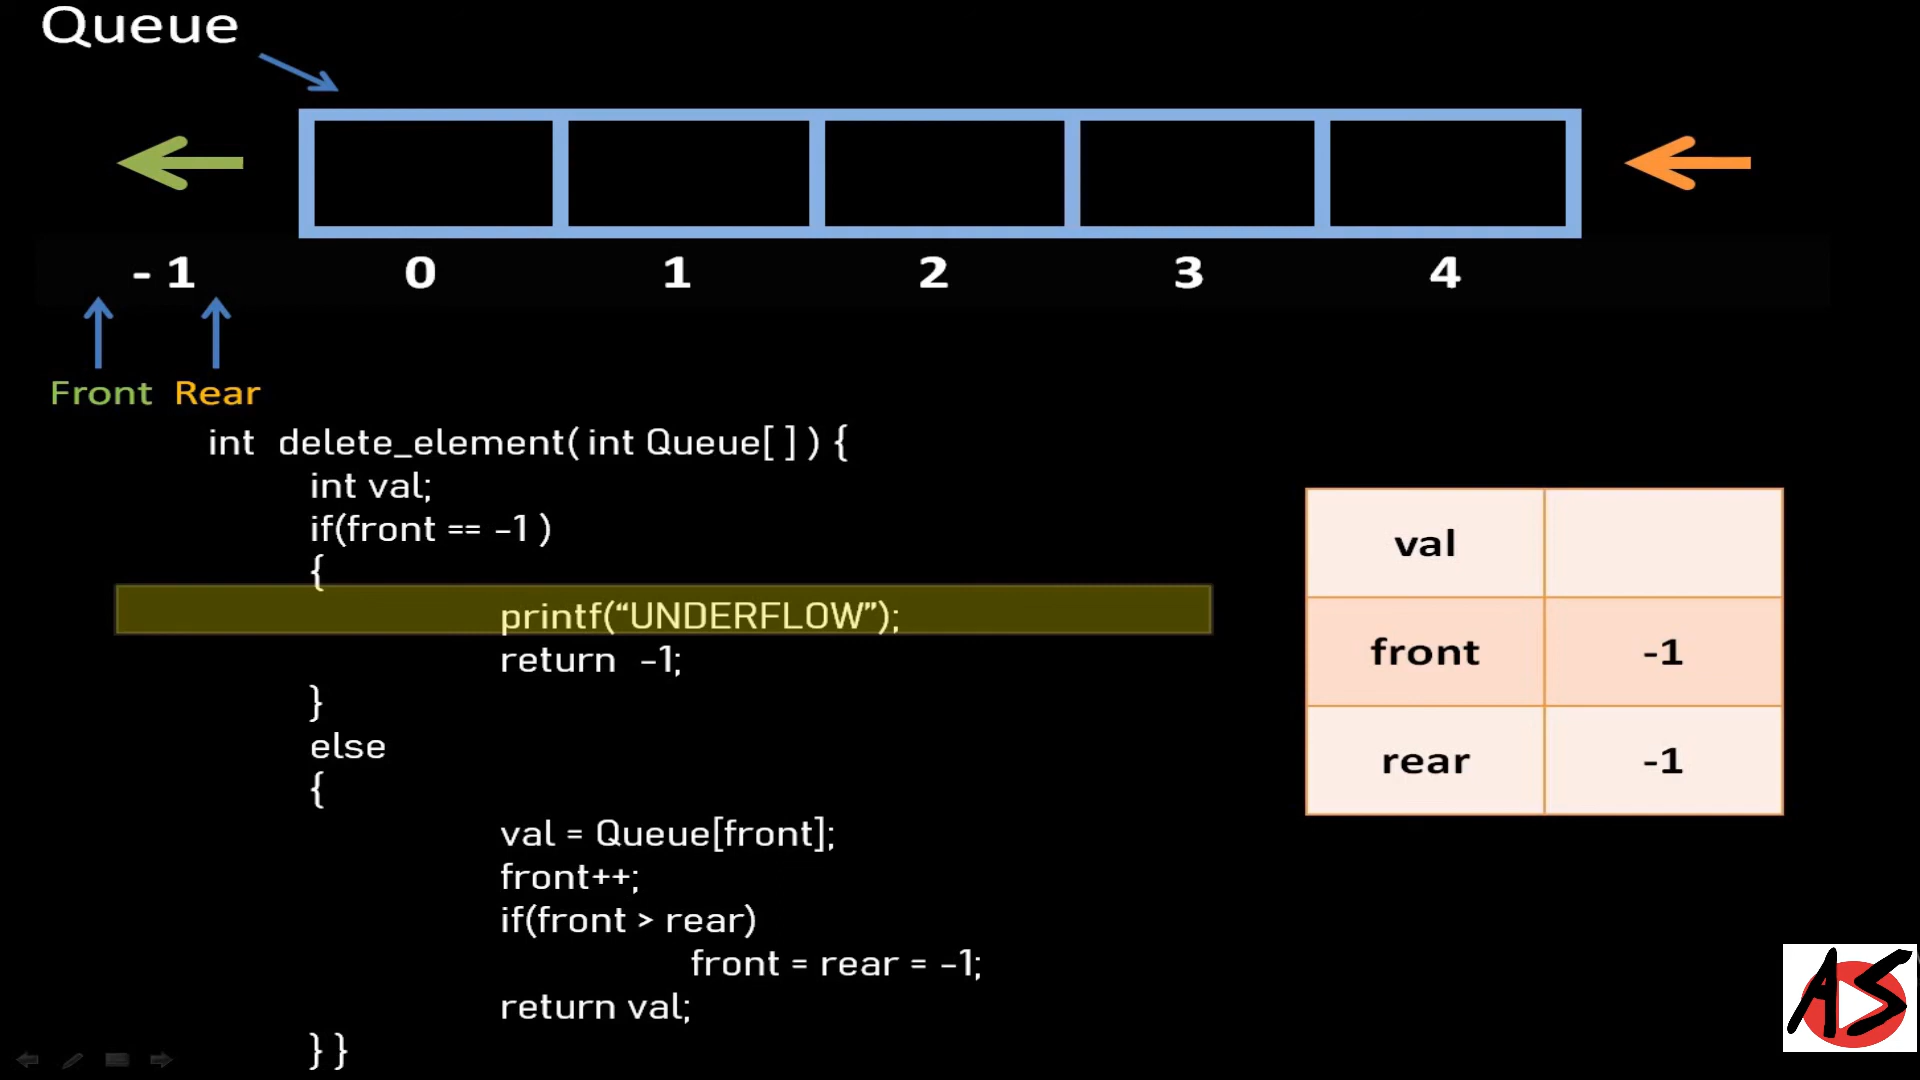 Queue
- 1 0 1 2 3 4
Front Rear
int delete_element( int Queue[ ] ) {
int val;
if(front == -1 )
{
printf(“UNDERFLOW”);
return -1;
}
else
{
val = Queue[front];
front++;
if(front > rear)
front = rear = -1;
return val;
} }
val
front -1
rear -1
AS